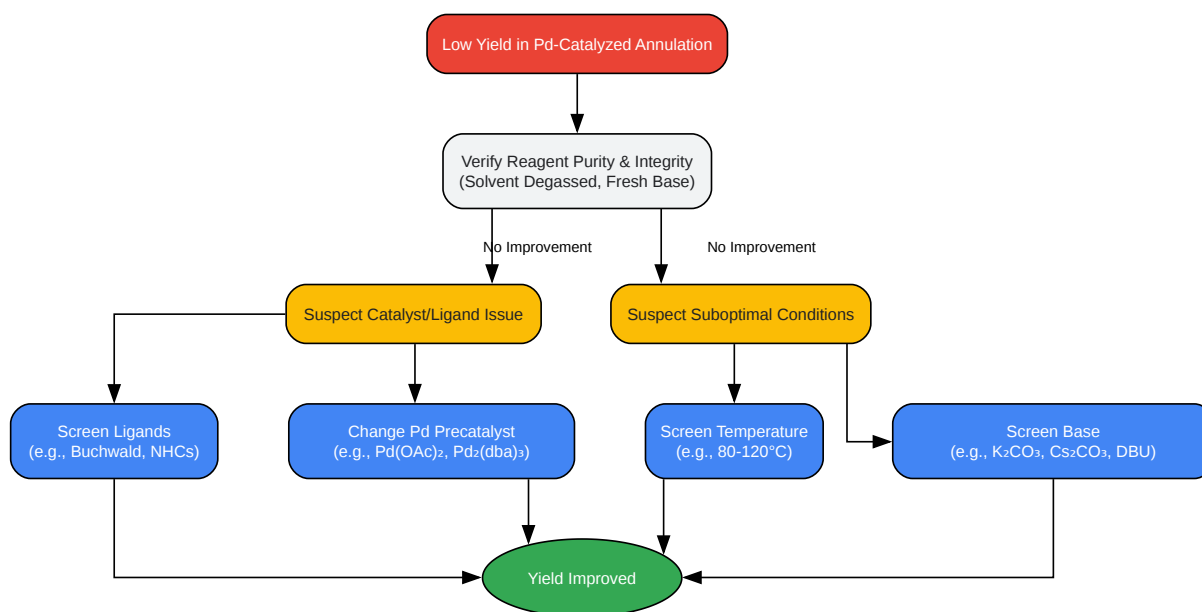 Low Yield in Pd-Catalyzed Annulation
Verify Reagent Purity & Integrity
(Solvent Degassed, Fresh Base)
No Improvement
No Improvement
Suspect Catalyst/Ligand Issue
Suspect Suboptimal Conditions
Screen Ligands
(e.g., Buchwald, NHCs)
Change Pd Precatalyst
(e.g., Pd(OAc)₂, Pd₂(dba)₃)
Screen Temperature
(e.g., 80-120°C)
Screen Base
(e.g., K₂CO₃, Cs₂CO₃, DBU)
Yield Improved